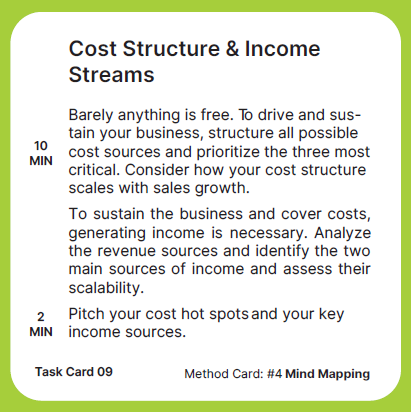 Cost Structure & Income
Streams
Barely anything is free. To drive and sus-
tain your business, structure all possible
10
MIN
cost sources and prioritize the three most
critical. Consider how your cost structure
scales with sales growth.
To sustain the business and cover costs,
generating income is necessary. Analyze
the revenue sources and identify the two
main sources of income and assess their
scalability.
2
MIN
Pitch your cost hot spots and your key
income sources.
Task Card 09
Method Card: #4 Mind Mapping